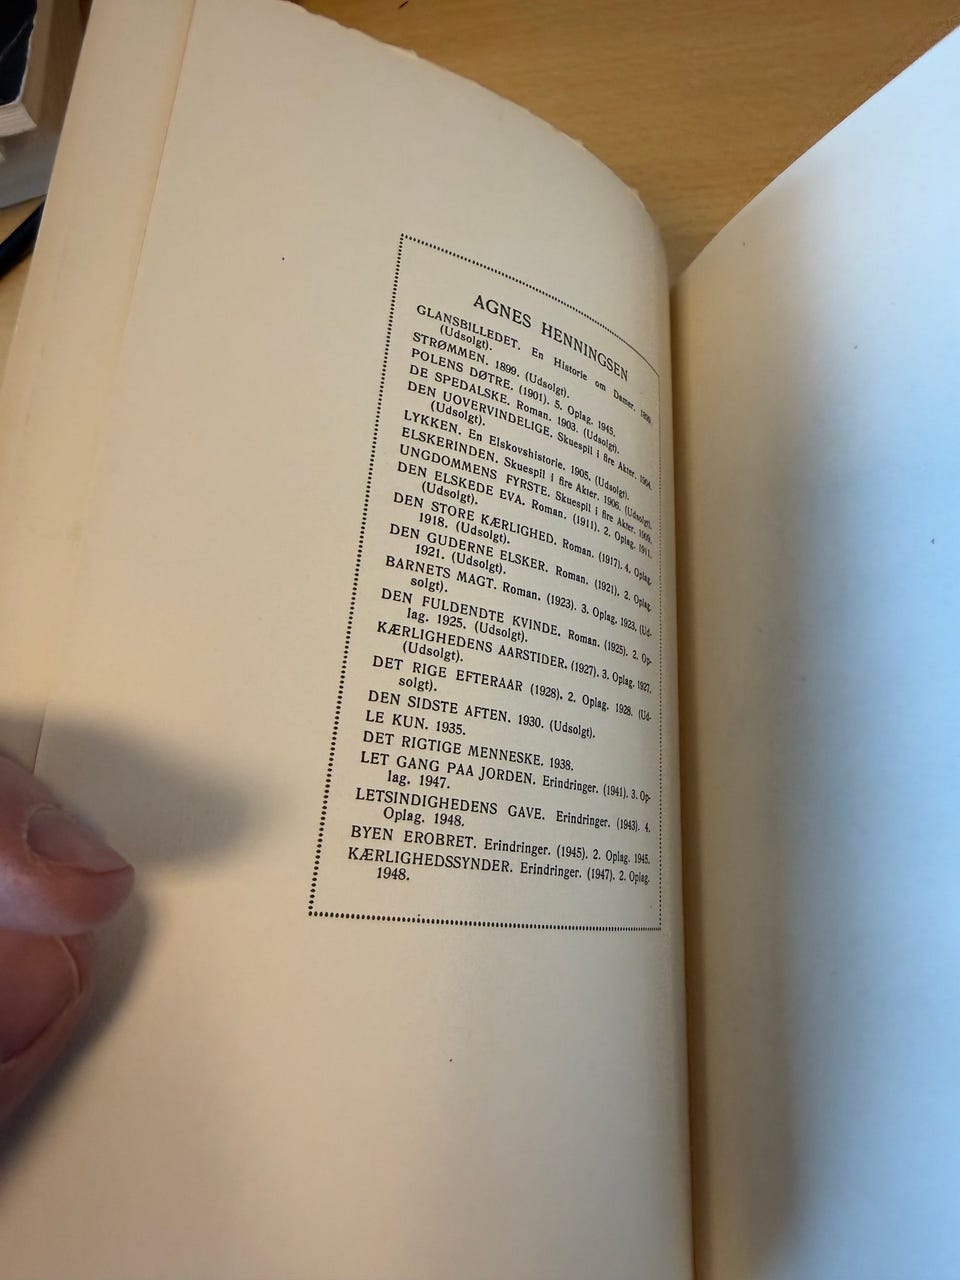 AGNES HENNINGSEN
GLANSBILLEDET. En Historie om Damer. 1899.
(Udsolgt).
STRØMMEN. 1899. (Udsolgt).
POLENS DØTRE. (1901). 5. Oplag. 1945.
DE SPEDALSKE. Roman. 1903. (Udsolgt).
DEN UOVERVINDELIGE. Skuespil i fire Akter. 1904.
(Udsolgt).
LYKKEN. En Elskovshistorie. 1905. (Udsolgt).
ELSKERINDEN. Skuespil i fire Akter. 1906. (Udsolgt).
UNGDOMMENS FYRSTE. Skuespil i fire Akter. 1909.
DEN ELSKEDE EVA. Roman. (1911). 2. Oplag. 1911.
(Udsolgt).
DEN STORE KÆRLIGHED. Roman. (1917). 4. Oplag.
1918. (Udsolgt).
DEN GUDERNE ELSKER. Roman. (1921). 2. Oplag.
1921. (Udsolgt).
BARNETS MAGT. Roman. (1923). 3. Oplag. 1923. (Ud-
solgt).
DEN FULDENDTE KVINDE. Roman. (1925). 2. Op-
lag. 1925. (Udsolgt).
KÆRLIGHEDENS AARSTIDER. (1927). 3. Oplag. 1927.
(Udsolgt).
DET RIGE EFTERAAR (1928). 2. Oplag. 1928. (Ud-
solgt).
DEN SIDSTE AFTEN. 1930. (Udsolgt).
LE KUN. 1935.
DET RIGTIGE MENNESKE. 1938.
LET GANG PAA JORDEN. Erindringer. (1941). 3. Op-
lag. 1947.
LETSINDIGHEDENS GAVE. Erindringer. (1943). 4.
Oplag. 1948.
BYEN EROBRET. Erindringer. (1945). 2. Oplag. 1945.
KÆRLIGHEDSSYNDER. Erindringer. (1947). 2. Oplag.
1948.